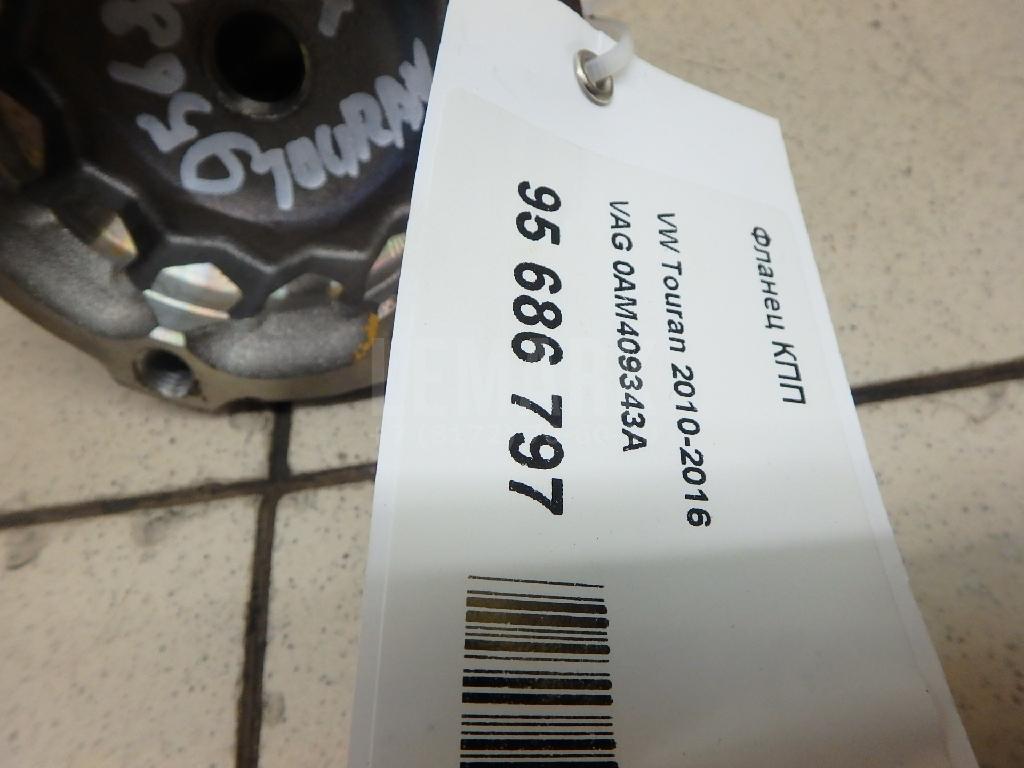 Фланец КПП
VW Touran 2010-2016
VAG 0AM409343A
95 686 797
TOURAN